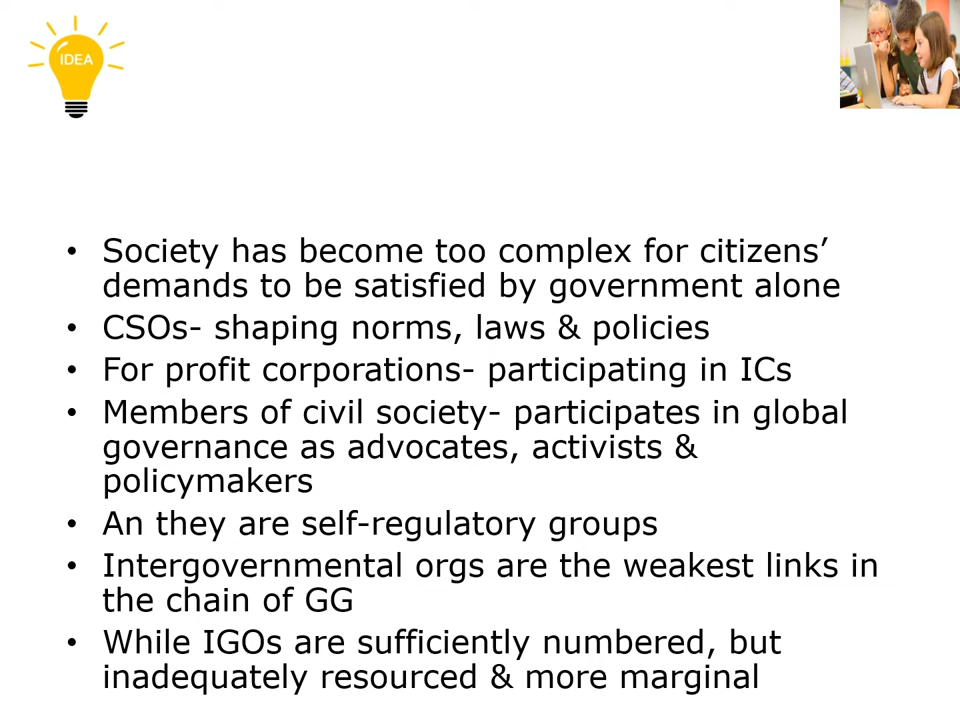 IDEA
• Society has become too complex for citizens’
demands to be satisfied by government alone
• CSOs- shaping norms, laws & policies
• For profit corporations- participating in ICs
• Members of civil society- participates in global
governance as advocates, activists &
policymakers
• An they are self-regulatory groups
• Intergovernmental orgs are the weakest links in
the chain of GG
• While IGOs are sufficiently numbered, but
inadequately resourced & more marginal